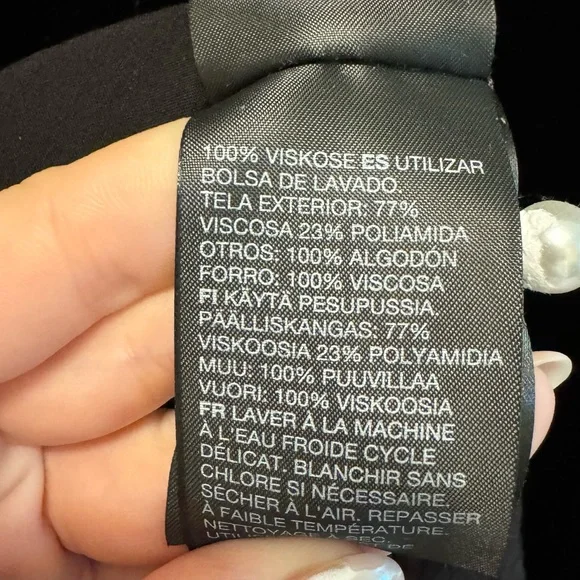 100% VISKOSE ES UTILIZAR
BOLSA DE LAVADO.
TELA EXTERIOR: 77%
VISCOSA 23% POLIAMIDA
OTROS: 100% ALGODÓN
FORRO: 100% VISCOSA
FI KÄYTÄ PESUPUSSIA.
PÄÄLLISKANGAS: 77%
VISKOOSIA 23% POLYAMIDIA
MUU: 100% PUUVILLAA
VUORI: 100% VISKOOSIA
FR LAVER À LA MACHINE
À L'EAU FROIDE CYCLE
DÉLICAT. BLANCHIR SANS
CHLORE SI NÉCESSAIRE.
SÉCHER À L'AIR. REPASSER
À FAIBLE TEMPÉRATURE.
NETTOYAGE À SEC.